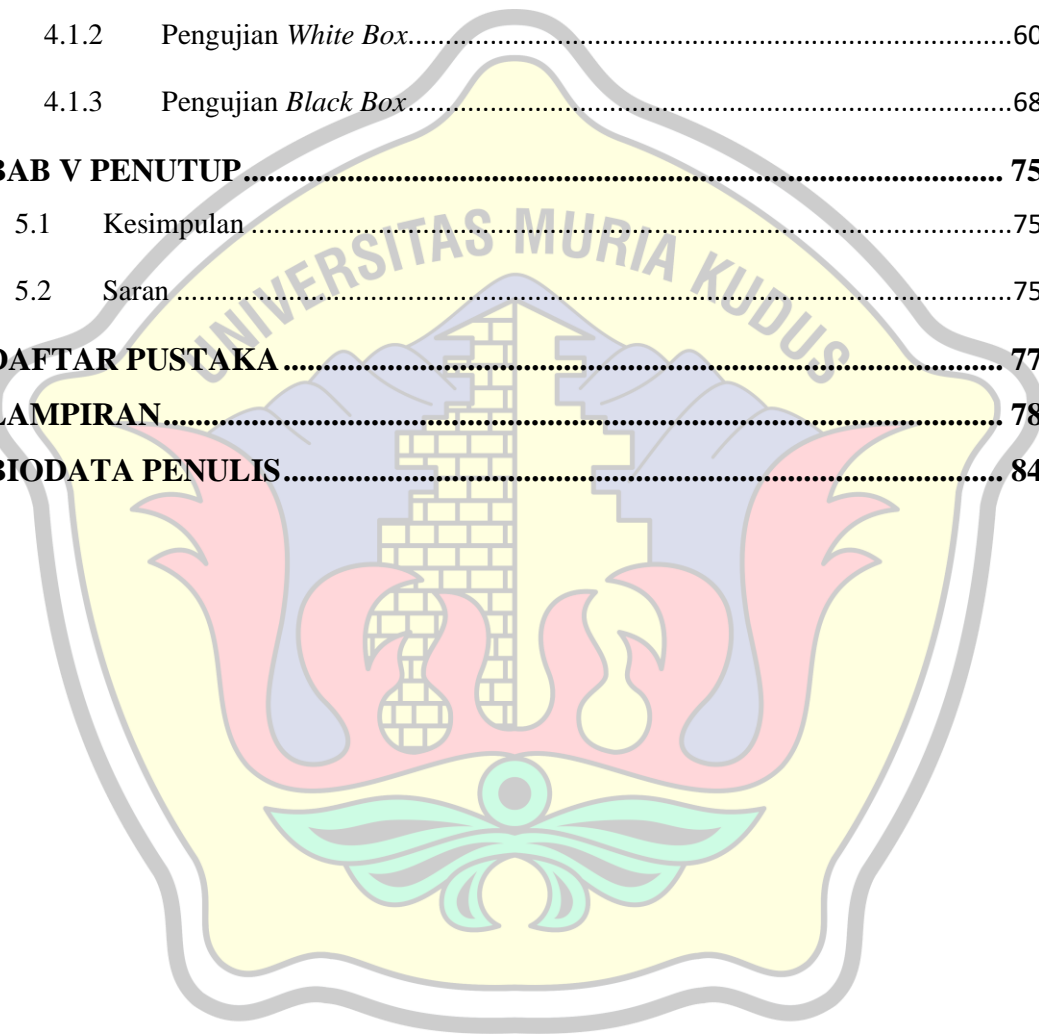 4.1.2 Pengujian White Box.......................................................................................60
4.1.3 Pengujian Black Box.......................................................................................68
BAB V PENUTUP............................................................................................... 75
5.1 Kesimpulan ................................................................................................75
5.2 Saran .........................................................................................................75
DAFTAR PUSTAKA........................................................................................... 77
LAMPIRAN......................................................................................................... 78
BIODATA PENULIS........................................................................................... 84
UNIVERSITAS MURIA KUDUS